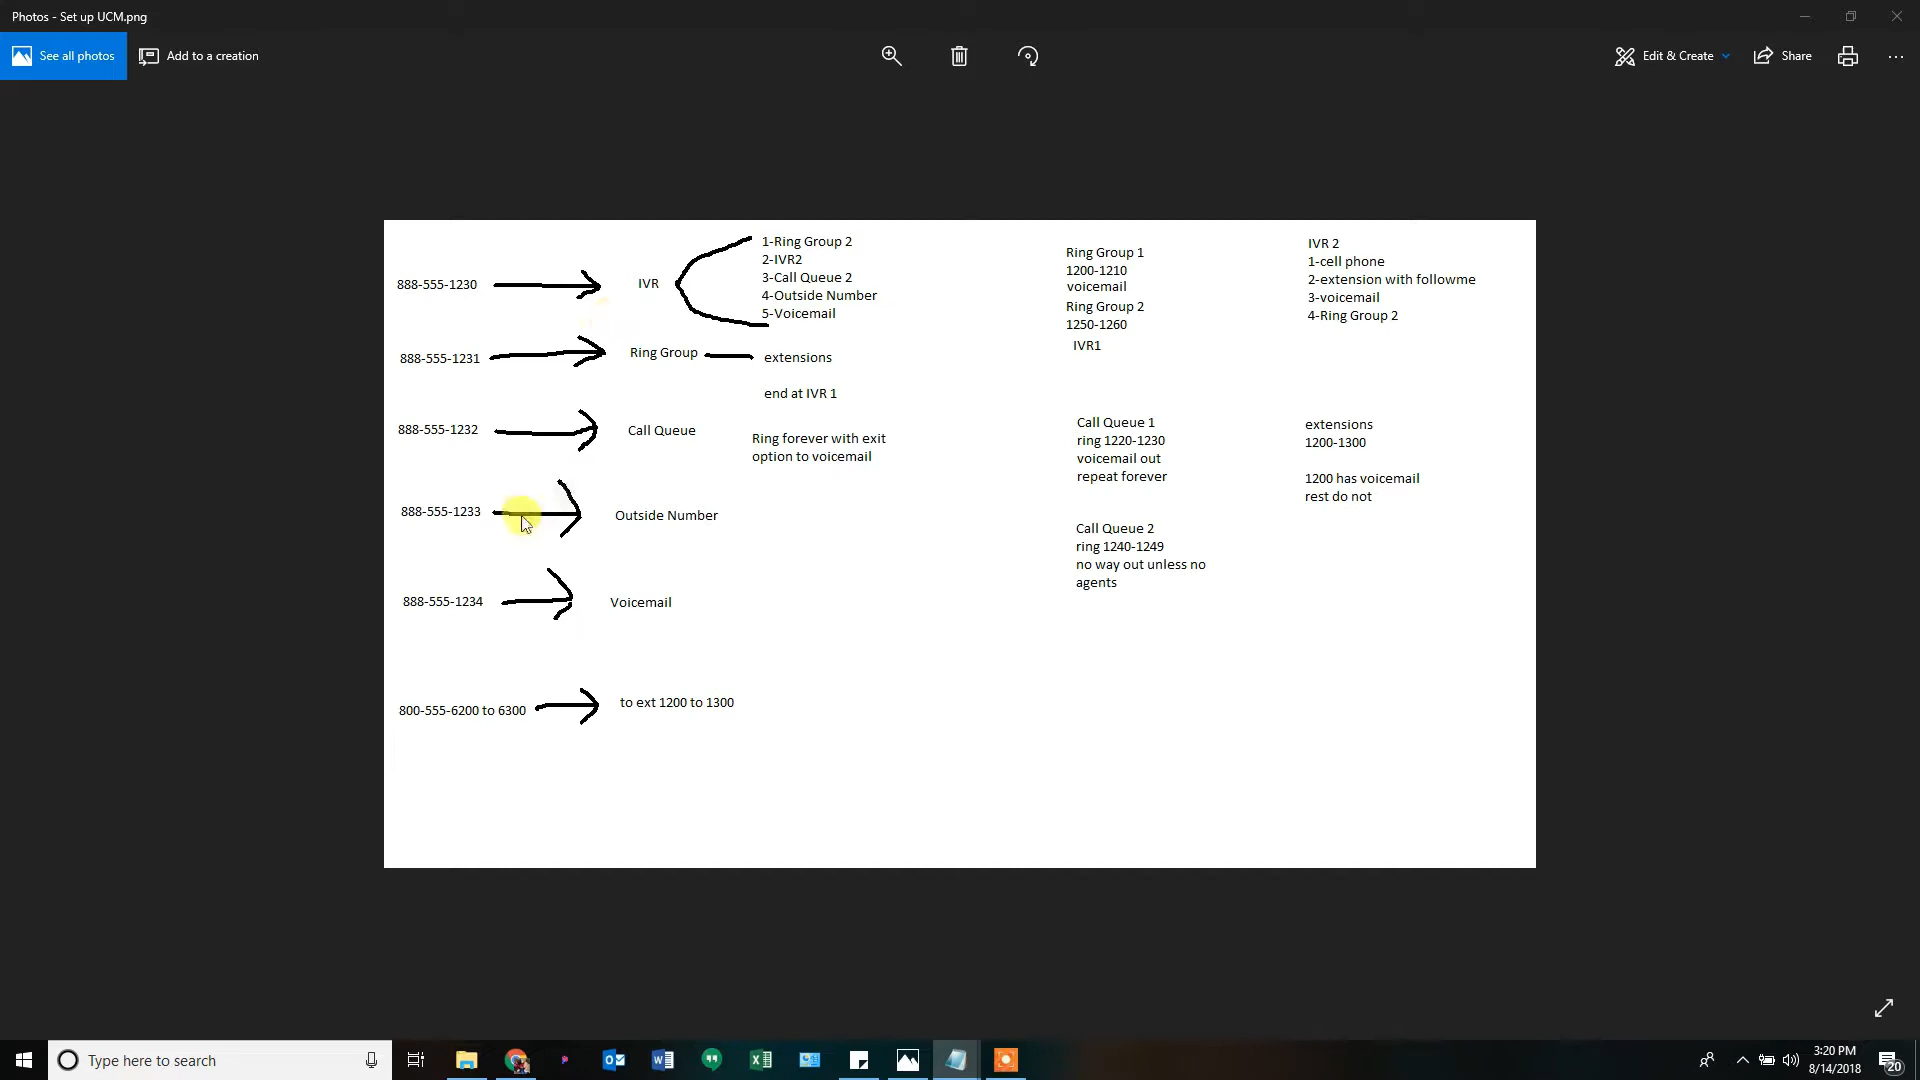 Photos - Set up UCM.png
See all photos
Add to a creation
Edit & Create
Share
888-555-1230
IVR
1-Ring Group 2
2-IVR2
3-Call Queue 2
4-Outside Number
5-Voicemail
888-555-1231
Ring Group
extensions
end at IVR 1
888-555-1232
Call Queue
Ring forever with exit
option to voicemail
888-555-1233
Outside Number
888-555-1234
Voicemail
800-555-6200 to 6300
to ext 1200 to 1300
Ring Group 1
1200-1210
voicemail
Ring Group 2
1250-1260
IVR1
Call Queue 1
ring 1220-1230
voicemail out
repeat forever
Call Queue 2
ring 1240-1249
no way out unless no
agents
IVR 2
1-cell phone
2-extension with followme
3-voicemail
4-Ring Group 2
extensions
1200-1300
1200 has voicemail
rest do not
Type here to search
3:20 PM
8/14/2018
20